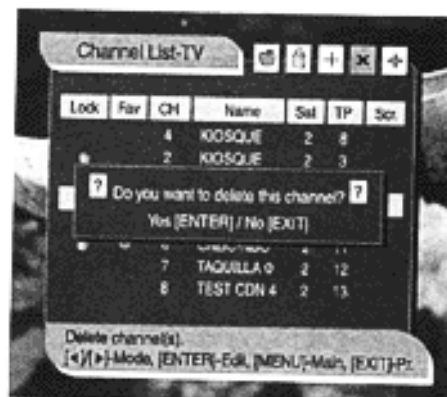 Channel List-TV
Lock Fav CH Name Sat TP Scr.
4 KIOSQUE 2 8
2 KIOSQUE 2 3
? Do you want to delete this channel? ?
Yes [ENTER] / No [EXIT]
7 TAQUILLA 0 2 12
8 TEST CDN 4 2 13
Delete channel(s).
[◄]/[►]-Mode, [ENTER]-Edit, [MENU]-Main, [EXIT]-Pr.